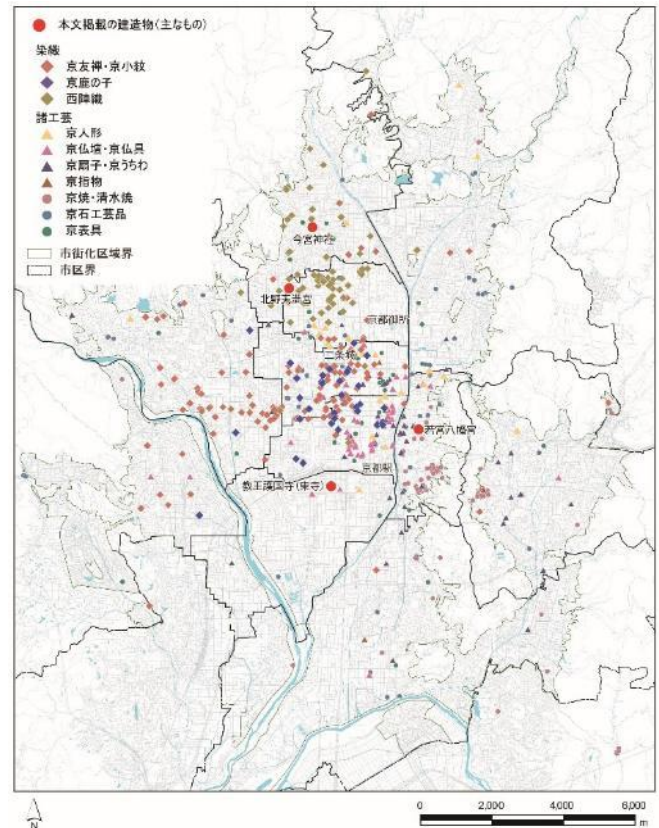 本文掲載の建造物(主なもの)
染織
京友禅・京小紋
京鹿の子
西陣織
諸工芸
京人形
京仏壇・京仏具
京扇子・京うちわ
京指物
京焼・清水焼
京石工芸品
京表具
市街化区域界
市区界
今宮神社
北野天満宮
京都御所
二条城
若宮八幡宮
京都駅
教王護国寺(東寺)
N
0 2,000 4,000 6,000
m